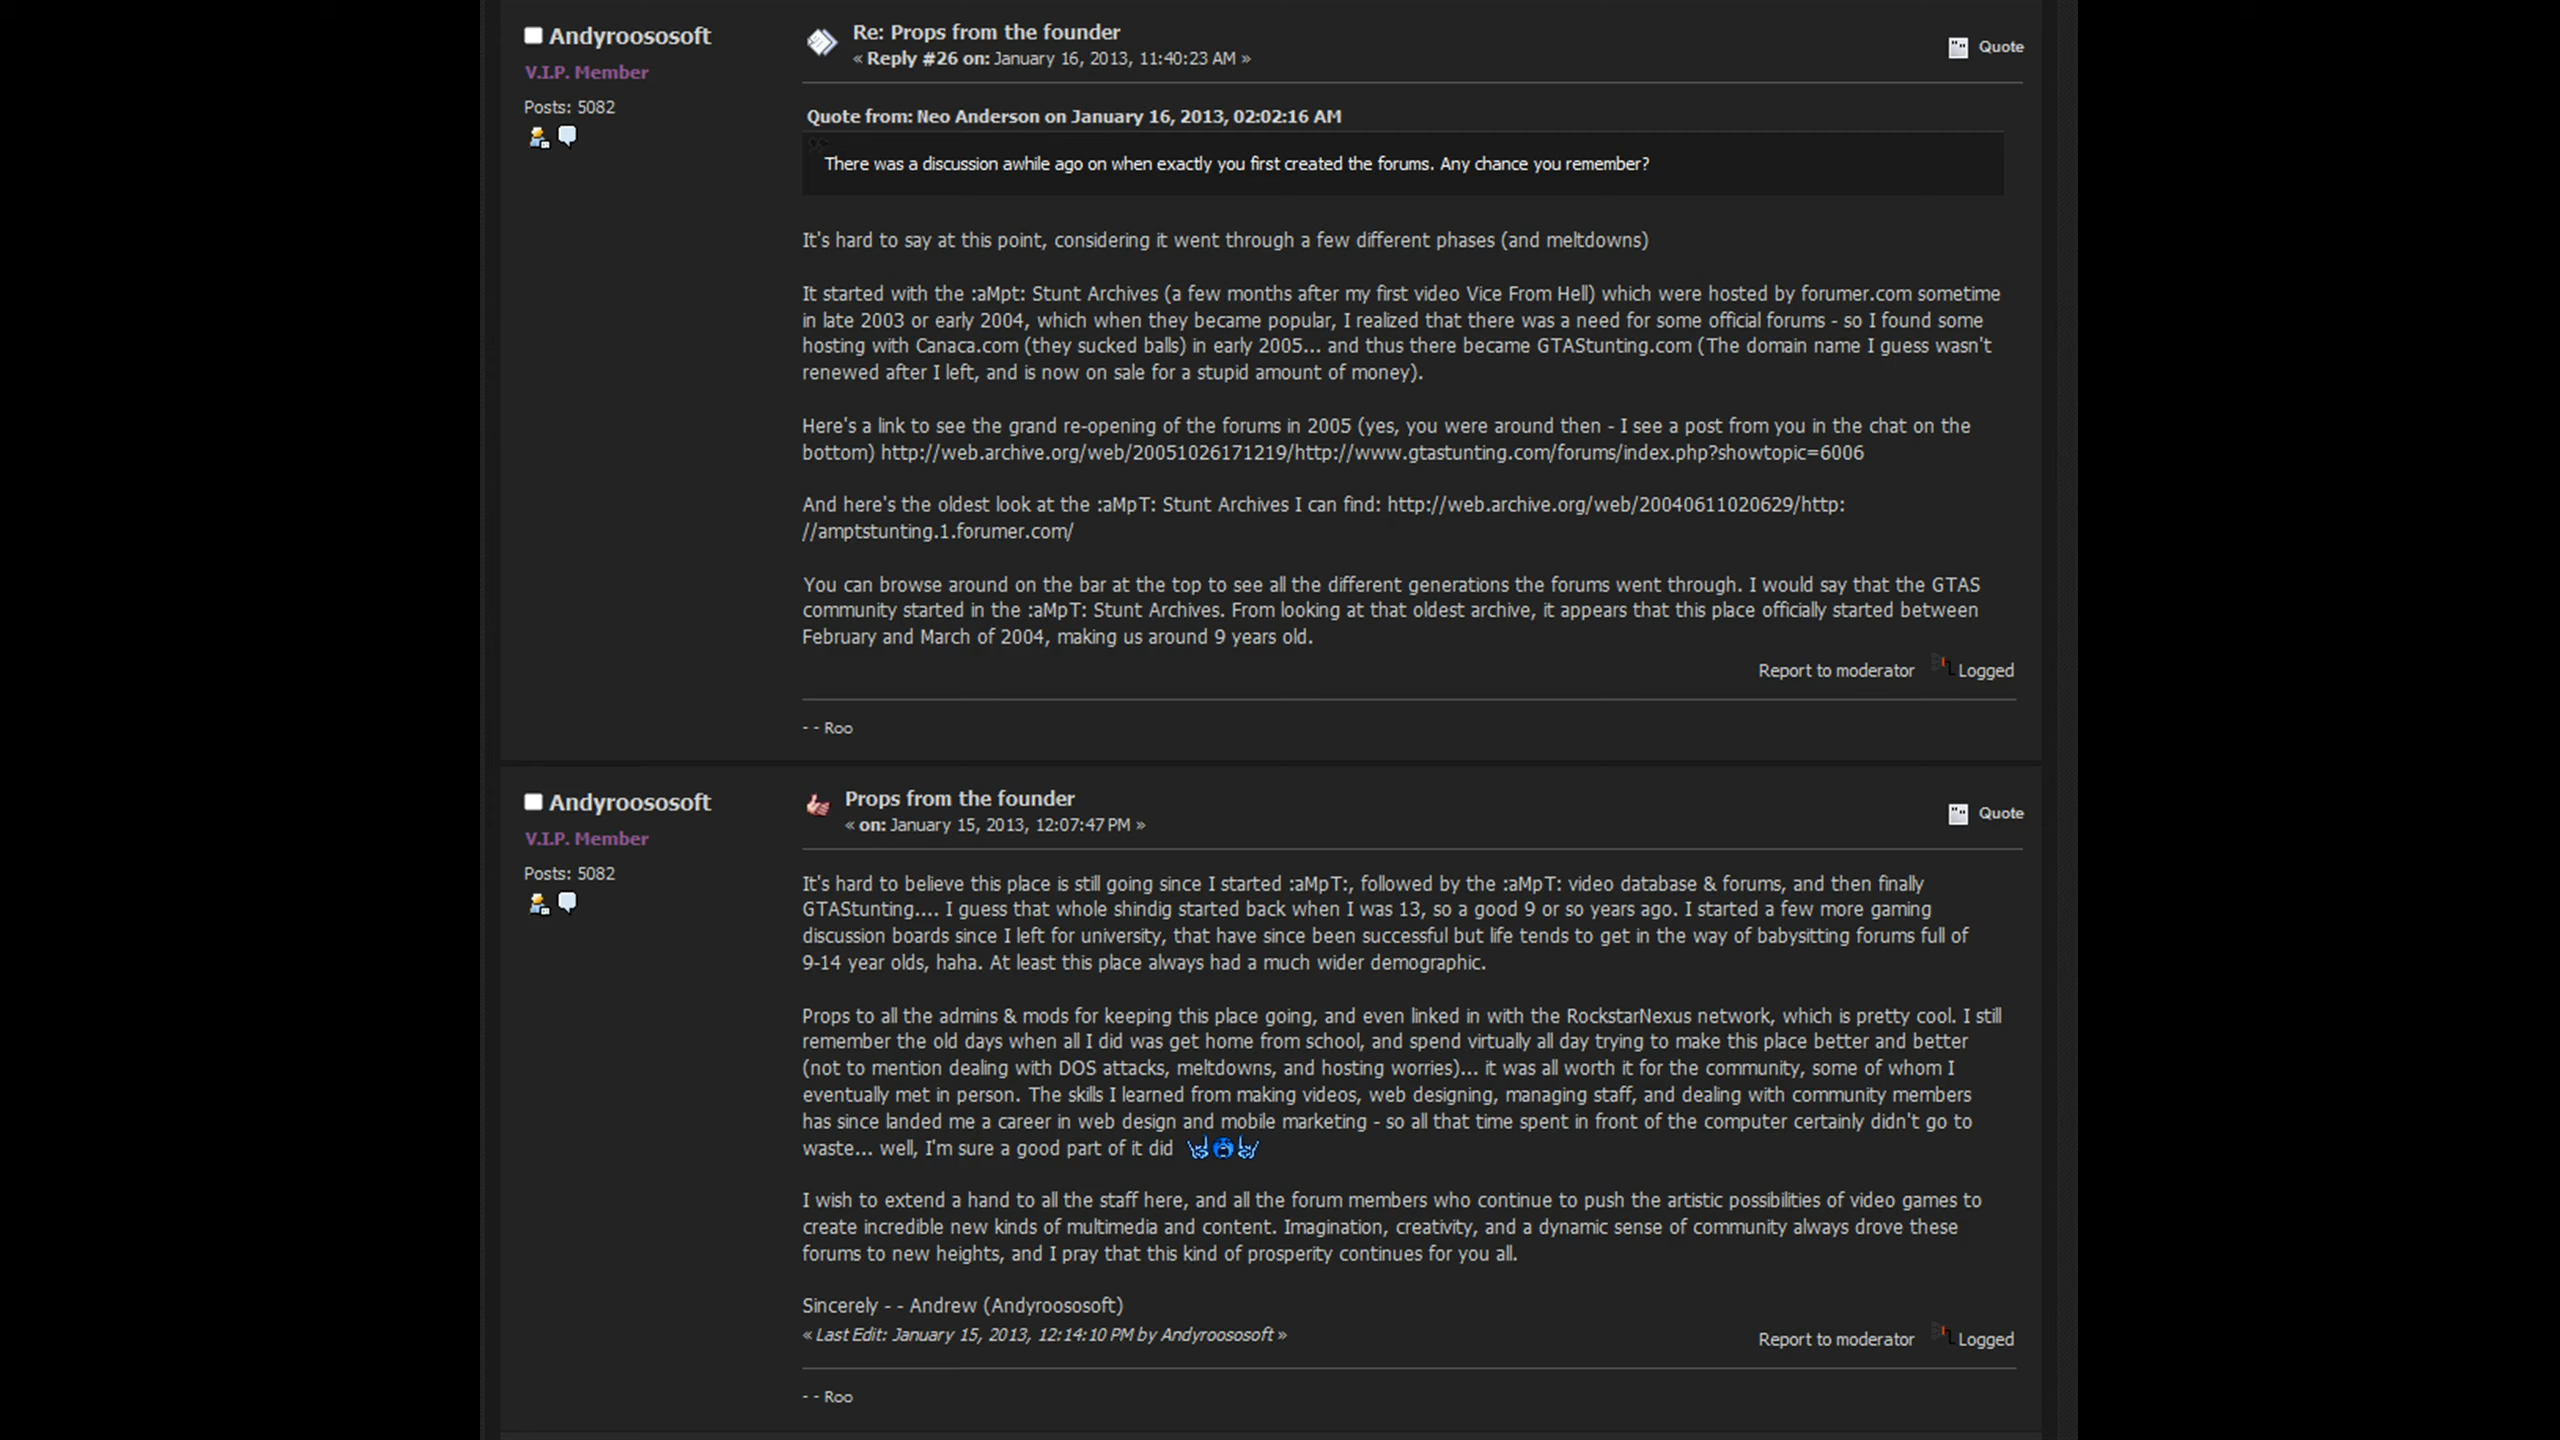 Andyroososoft
V.I.P. Member
Posts: 5082
Re: Props from the founder
« Reply #26 on: January 16, 2013, 11:40:23 AM »
Quote
Quote from: Neo Anderson on January 16, 2013, 02:02:16 AM
There was a discussion awhile ago on when exactly you first created the forums. Any chance you remember?
It's hard to say at this point, considering it went through a few different phases (and meltdowns)
It started with the :aMpt: Stunt Archives (a few months after my first video Vice From Hell) which were hosted by forumer.com sometime
in late 2003 or early 2004, which when they became popular, I realized that there was a need for some official forums - so I found some
hosting with Canaca.com (they sucked balls) in early 2005... and thus there became GTAStunting.com (The domain name I guess wasn't
renewed after I left, and is now on sale for a stupid amount of money).
Here's a link to see the grand re-opening of the forums in 2005 (yes, you were around then - I see a post from you in the chat on the
bottom) http://web.archive.org/web/20051026171219/http://www.gtastunting.com/forums/index.php?showtopic=6006
And here's the oldest look at the :aMpT: Stunt Archives I can find: http://web.archive.org/web/20040611020629/http:
//amptstunting.1.forumer.com/
You can browse around on the bar at the top to see all the different generations the forums went through. I would say that the GTAS
community started in the :aMpT: Stunt Archives. From looking at that oldest archive, it appears that this place officially started between
February and March of 2004, making us around 9 years old.
Report to moderator Logged
- - Roo
Andyroososoft
V.I.P. Member
Posts: 5082
Props from the founder
« on: January 15, 2013, 12:07:47 PM »
Quote
It's hard to believe this place is still going since I started :aMpT:, followed by the :aMpT: video database & forums, and then finally
GTAStunting.... I guess that whole shindig started back when I was 13, so a good 9 or so years ago. I started a few more gaming
discussion boards since I left for university, that have since been successful but life tends to get in the way of babysitting forums full of
9-14 year olds, haha. At least this place always had a much wider demographic.
Props to all the admins & mods for keeping this place going, and even linked in with the RockstarNexus network, which is pretty cool. I still
remember the old days when all I did was get home from school, and spend virtually all day trying to make this place better and better
(not to mention dealing with DOS attacks, meltdowns, and hosting worries)... it was all worth it for the community, some of whom I
eventually met in person. The skills I learned from making videos, web designing, managing staff, and dealing with community members
has since landed me a career in web design and mobile marketing - so all that time spent in front of the computer certainly didn't go to
waste... well, I'm sure a good part of it did
I wish to extend a hand to all the staff here, and all the forum members who continue to push the artistic possibilities of video games to
create incredible new kinds of multimedia and content. Imagination, creativity, and a dynamic sense of community always drove these
forums to new heights, and I pray that this kind of prosperity continues for you all.
Sincerely - - Andrew (Andyroososoft)
« Last Edit: January 15, 2013, 12:14:10 PM by Andyroososoft »
Report to moderator Logged
- - Roo